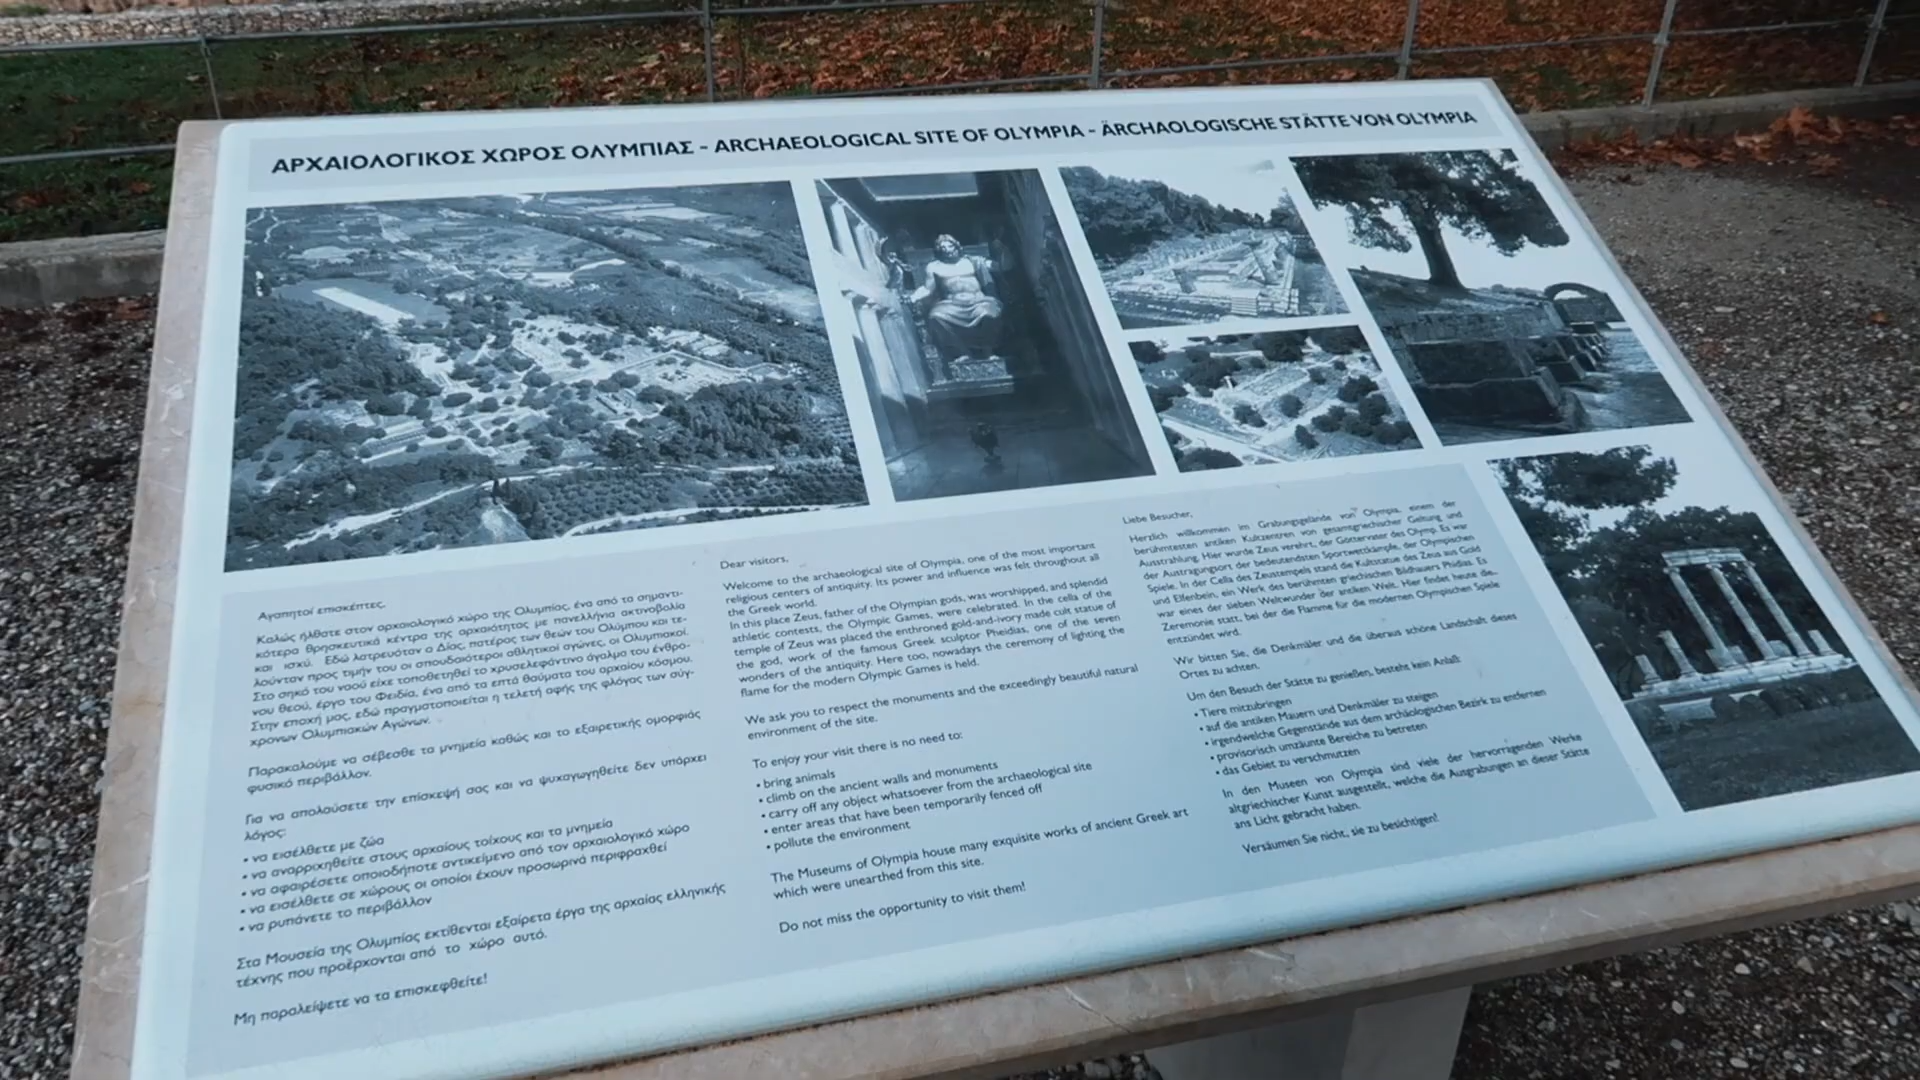 ΑΡΧΑΙΟΛΟΓΙΚΟΣ ΧΩΡΟΣ ΟΛΥΜΠΙΑΣ - ARCHAEOLOGICAL SITE OF OLYMPIA - ÄRCHAOLOGISCHE STÄTTE VON OLYMPIA
Αγαπητοί επισκέπτες,
Καλώς ήλθατε στον αρχαιολογικό χώρο της Ολυμπίας, ένα από τα σημαντι-
κότερα θρησκευτικά κέντρα της αρχαιότητας με πανελλήνια ακτινοβολία
και ισχύ. Εδώ λατρευόταν ο Δίας, πατέρας των θεών του Ολύμπου και τε-
λούνταν προς τιμήν του οι σπουδαιότεροι αθλητικοί αγώνες, οι Ολυμπιακοί.
Στο σηκό του ναού είχε τοποθετηθεί το χρυσελεφάντινο άγαλμα του ένθρο-
νου θεού, έργο του Φειδία, ένα από τα επτά θαύματα του αρχαίου κόσμου.
Στην εποχή μας, εδώ πραγματοποιείται η τελετή αφής της φλόγας των σύγ-
χρονων Ολυμπιακών Αγώνων.
Παρακαλούμε να σέβεσθε τα μνημεία καθώς και το εξαιρετικής ομορφιάς
φυσικό περιβάλλον.
Για να απολαύσετε την επίσκεψή σας και να ψυχαγωγηθείτε δεν υπάρχει
λόγος:
• να εισέλθετε με ζώα
• να αναρριχηθείτε στους αρχαίους τοίχους και τα μνημεία
• να αφαιρέσετε οποιοδήποτε αντικείμενο από τον αρχαιολογικό χώρο
• να εισέλθετε σε χώρους οι οποίοι έχουν προσωρινά περιφραχθεί
• να ρυπάνετε το περιβάλλον
Στα Μουσεία της Ολυμπίας εκτίθενται εξαίρετα έργα της αρχαίας ελληνικής
τέχνης που προέρχονται από το χώρο αυτό.
Μη παραλείψετε να τα επισκεφθείτε!
Dear visitors,
Welcome to the archaeological site of Olympia, one of the most important
religious centers of antiquity. Its power and influence was felt throughout all
the Greek world.
In this place Zeus, father of the Olympian gods, was worshipped, and splendid
athletic contests, the Olympic Games, were celebrated. In the cella of the
temple of Zeus was placed the enthroned gold-and-ivory made cult statue of
the god, work of the famous Greek sculptor Pheidias, one of the seven
wonders of the antiquity. Here too, nowadays the ceremony of lighting the
flame for the modern Olympic Games is held.
We ask you to respect the monuments and the exceedingly beautiful natural
environment of the site.
To enjoy your visit there is no need to:
• bring animals
• climb on the ancient walls and monuments
• carry off any object whatsoever from the archaeological site
• enter areas that have been temporarily fenced off
• pollute the environment
The Museums of Olympia house many exquisite works of ancient Greek art
which were unearthed from this site.
Do not miss the opportunity to visit them!
Liebe Besucher,
Herzlich willkommen im Grabungsgelände von Olympia, einem der
berühmtesten antiken Kultzentren von gesamtgriechischer Geltung und
Ausstrahlung. Hier wurde Zeus verehrt, der Göttervater des Olymp. Es war
der Austragungsort der bedeutendsten Sportwettkämpfe, der Olympischen
Spiele. In der Cella des Zeustempels stand die Kultstatue des Zeus aus Gold
und Elfenbein, ein Werk des berühmten griechischen Bildhauers Phidias. Es
war eines der sieben Weltwunder der antiken Welt. Hier findet heute die
Zeremonie statt, bei der die Flamme für die modernen Olympischen Spiele
entzündet wird.
Wir bitten Sie, die Denkmäler und die überaus schöne Landschaft dieses
Ortes zu achten.
Um den Besuch der Stätte zu genießen, besteht kein Anlaß:
• Tiere mitzubringen
• auf die antiken Mauern und Denkmäler zu steigen
• irgendwelche Gegenstände aus dem archäologischen Bezirk zu entfernen
• provisorisch umzäunte Bereiche zu betreten
• das Gebiet zu verschmutzen
In den Museen von Olympia sind viele der hervorragenden Werke
altgriechischer Kunst ausgestellt, welche die Ausgrabungen an dieser Stätte
ans Licht gebracht haben.
Versäumen Sie nicht, sie zu besichtigen!